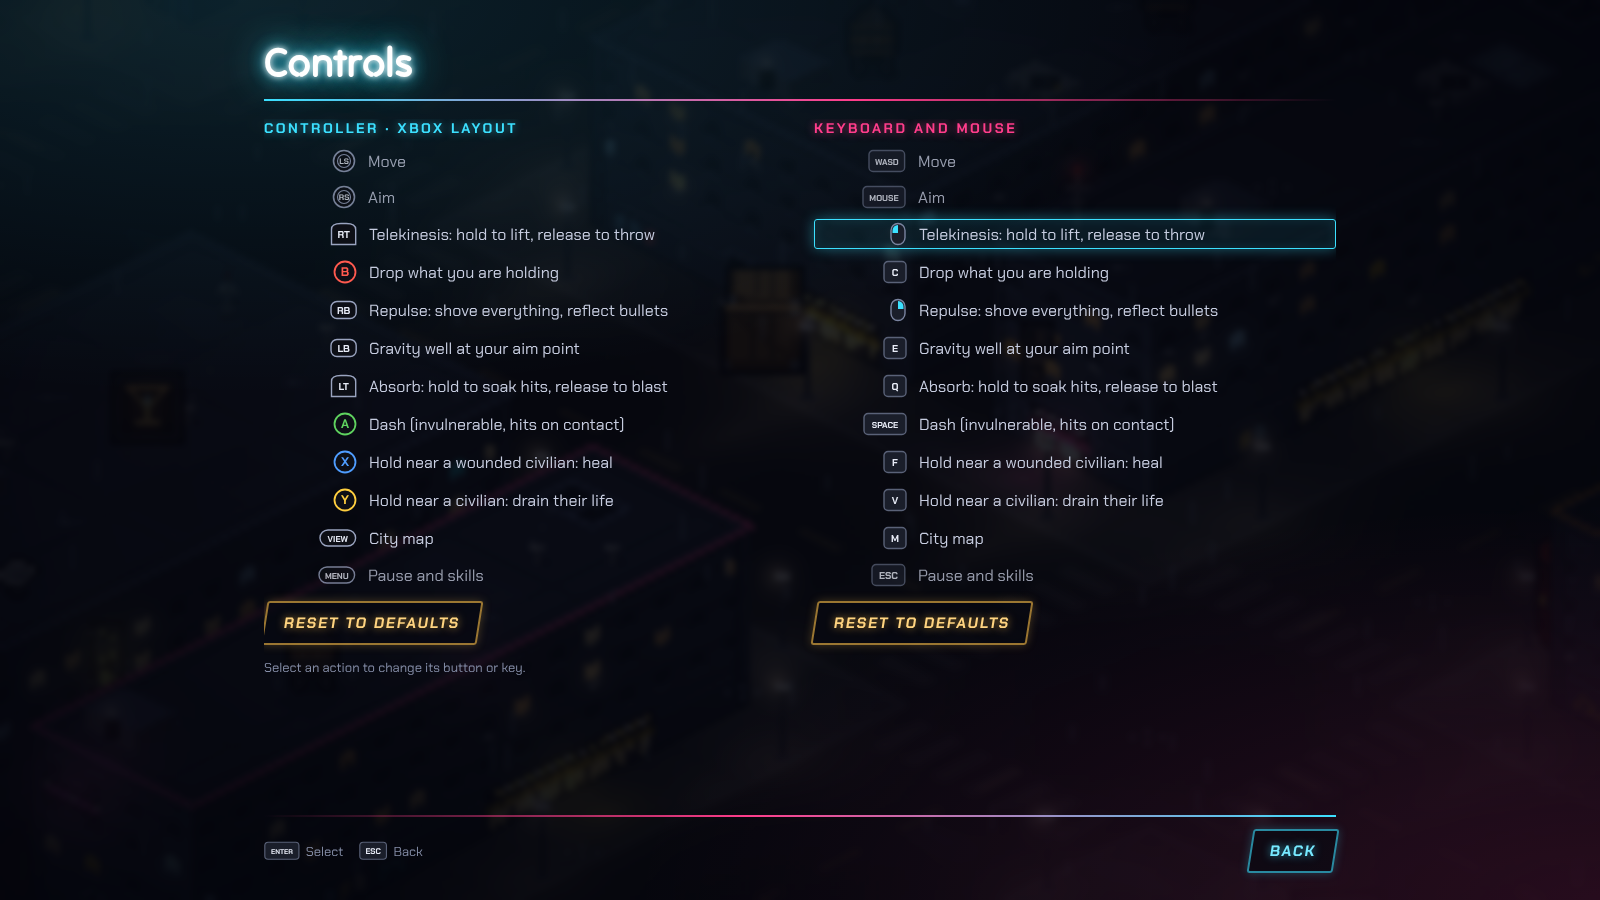 Controls
CONTROLLER · XBOX LAYOUT
LS Move
RS Aim
RT Telekinesis: hold to lift, release to throw
B Drop what you are holding
RB Repulse: shove everything, reflect bullets
LB Gravity well at your aim point
LT Absorb: hold to soak hits, release to blast
A Dash (invulnerable, hits on contact)
X Hold near a wounded civilian: heal
Y Hold near a civilian: drain their life
VIEW City map
MENU Pause and skills
RESET TO DEFAULTS
Select an action to change its button or key.
KEYBOARD AND MOUSE
WASD Move
MOUSE Aim
Telekinesis: hold to lift, release to throw
C Drop what you are holding
Repulse: shove everything, reflect bullets
E Gravity well at your aim point
Q Absorb: hold to soak hits, release to blast
SPACE Dash (invulnerable, hits on contact)
F Hold near a wounded civilian: heal
V Hold near a civilian: drain their life
M City map
ESC Pause and skills
RESET TO DEFAULTS
ENTER Select ESC Back
BACK